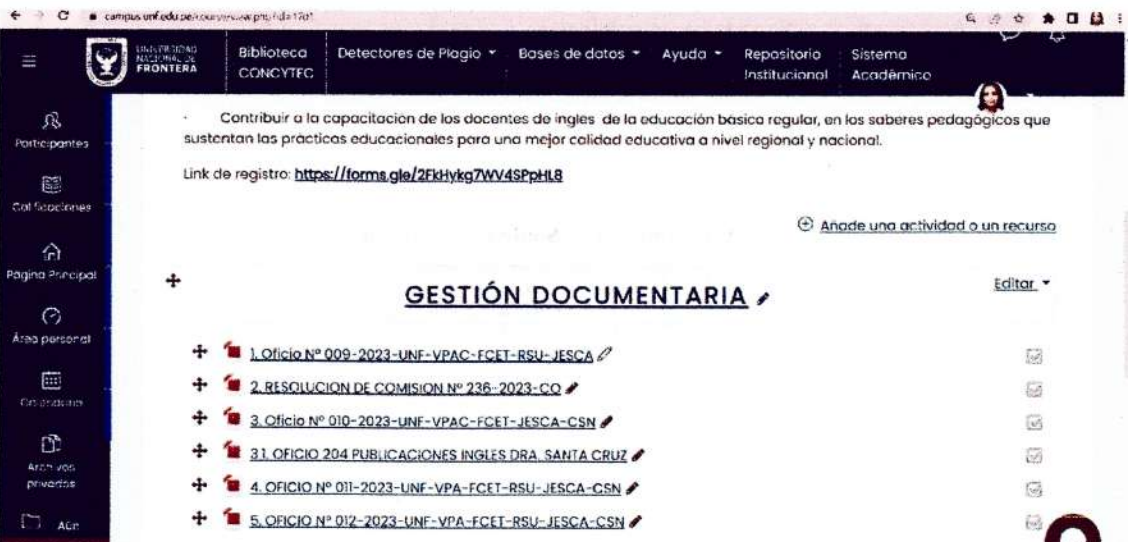 campus.unf.edu.pe
UNIVERSIDAD
NACIONAL DE
FRONTERA
Biblioteca
CONCYTEC
Detectores de Plagio
Bases de datos
Ayuda
Repositorio
Institucional
Sistema
Académico
Participantes
Calificaciones
Página Principal
Área personal
Calendario
Archivos
privados
Contribuir a la capacitación de los docentes de ingles de la educación básica regular, en los saberes pedagógicos que
sustentan las prácticas educacionales para una mejor calidad educativa a nivel regional y nacional.
Link de registro: https://forms.gle/2FkHykg7WV4SPpHL8
Añade una actividad o un recurso
GESTIÓN DOCUMENTARIA
Editar
1. Oficio Nº 009-2023-UNF-VPAC-FCET-RSU-JESCA
2. RESOLUCION DE COMISION Nº 236-2023-CO
3. Oficio Nº 010-2023-UNF-VPAC-FCET-JESCA-CSN
3.1. OFICIO 204 PUBLICACIONES INGLES DRA. SANTA CRUZ
4. OFICIO Nº 011-2023-UNF-VPA-FCET-RSU-JESCA-CSN
5. OFICIO Nº 012-2023-UNF-VPA-FCET-RSU-JESCA-CSN